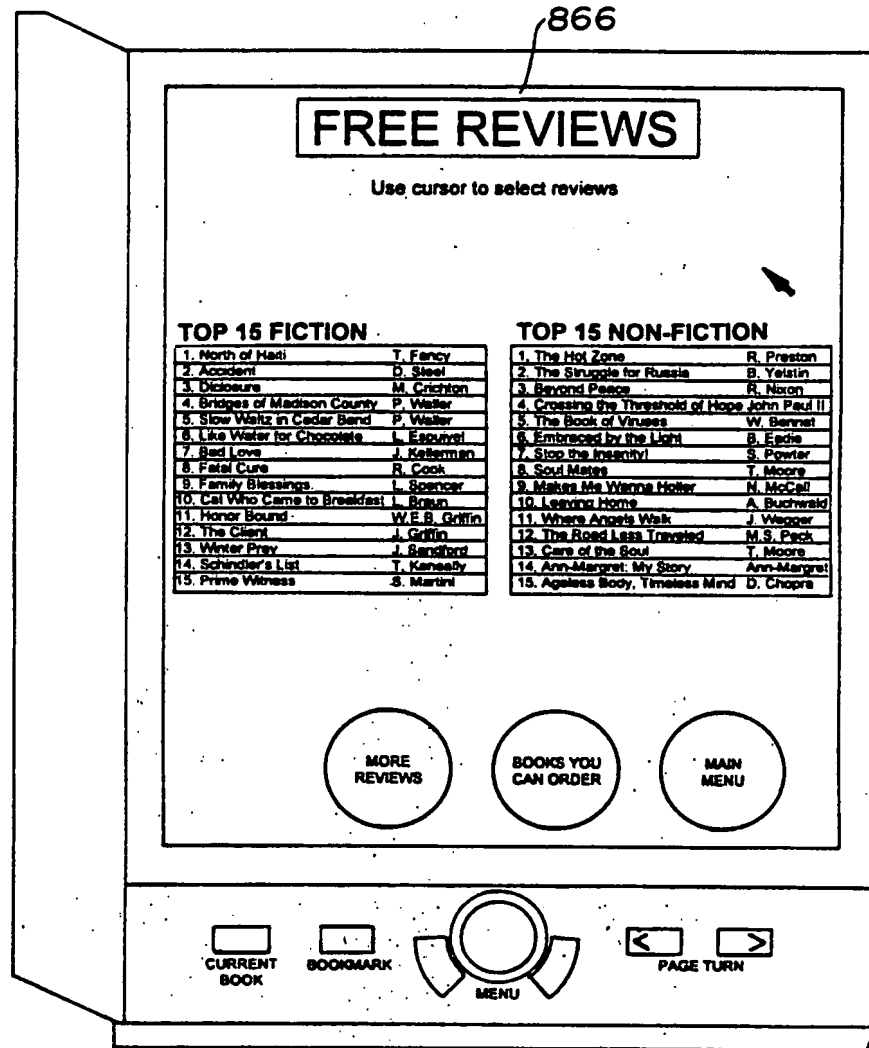 866
FREE REVIEWS
Use cursor to select reviews
TOP 15 FICTION
1. North of Haiti T. Fancy
2. Accident D. Steel
3. Diclosure M. Crichton
4. Bridges of Madison County P. Waller
5. Slow Waltz in Cedar Bend P. Waller
6. Like Water for Chocolate L. Esquivel
7. Bad Love J. Kellerman
8. Fatal Cure R. Cook
9. Family Blessings L. Spencer
10. Cat Who Came to Breakfast L. Braun
11. Honor Bound W.E.B. Griffin
12. The Client J. Griffin
13. Winter Prey J. Sandford
14. Schindler's List T. Keneally
15. Prime Witness S. Martini
TOP 15 NON-FICTION
1. The Hot Zone R. Preston
2. The Struggle for Russia B. Yelstin
3. Beyond Peace R. Nixon
4. Crossing the Threshold of Hope John Paul II
5. The Book of Viruses W. Bennet
6. Embraced by the Light B. Eadie
7. Stop the Insanity! S. Powter
8. Soul Mates T. Moore
9. Makes Me Wanna Holler N. McCall
10. Leaving Home A. Buchwald
11. Where Angels Walk J. Wagger
12. The Road Less Traveled M.S. Peck
13. Care of the Soul T. Moore
14. Ann-Margret: My Story Ann-Margret
15. Ageless Body, Timeless Mind D. Chopra
MORE
REVIEWS
BOOKS YOU
CAN ORDER
MAIN
MENU
CURRENT
BOOK
BOOKMARK
MENU
< >
PAGE TURN